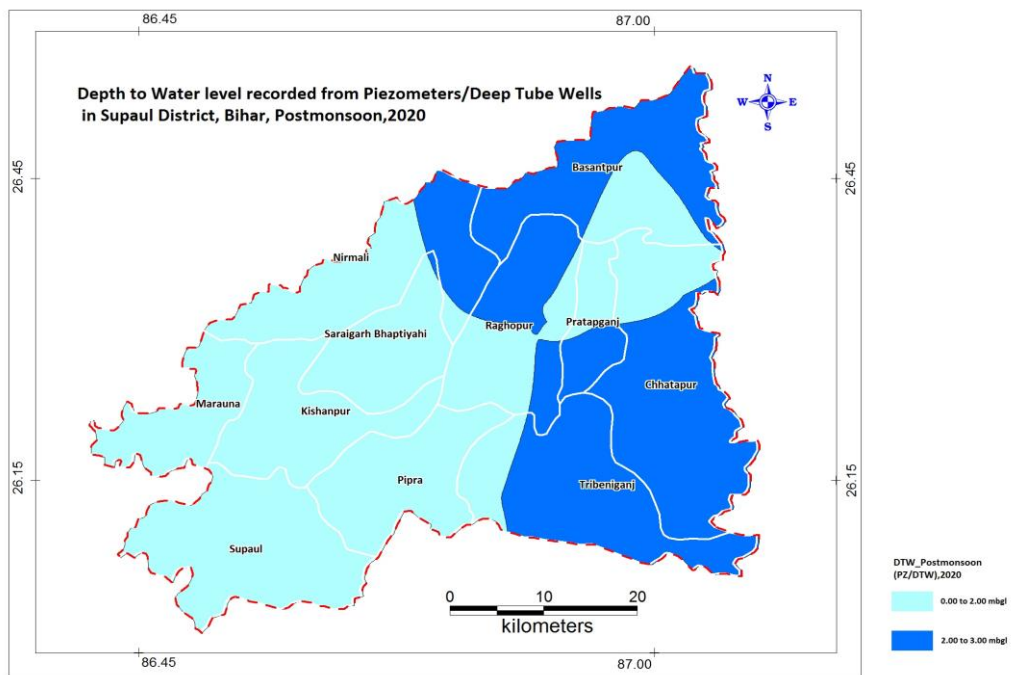 86.45
87.00
Depth to Water level recorded from Piezometers/Deep Tube Wells
in Supaul District, Bihar, Postmonsoon,2020
N
W E
S
26.45
26.45
Basantpur
Nirmali
Saraigarh Bhaptiyahi
Raghopur
Pratapganj
Chhatapur
Marauna
Kishanpur
26.15
26.15
Pipra
Tribeniganj
Supaul
0 10 20
kilometers
DTW_Postmonsoon
(PZ/DTW),2020
0.00 to 2.00 mbgl
2.00 to 3.00 mbgl
86.45
87.00